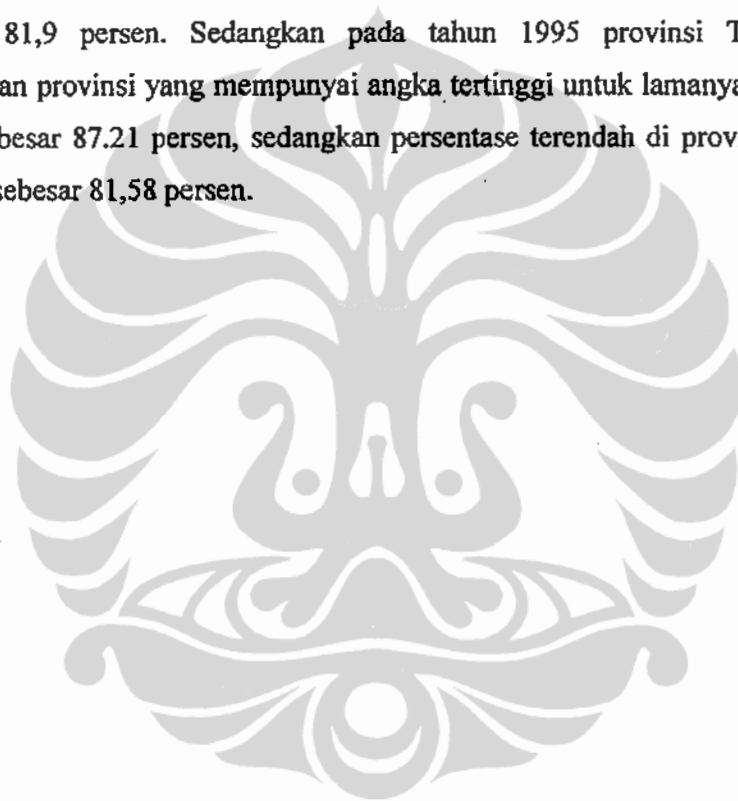 81,9 persen. Sedangkan pada tahun 1995 provinsi T
an provinsi yang mempunyai angka tertinggi untuk lamanya
besar 87.21 persen, sedangkan persentase terendah di prov
sebesar 81,58 persen.